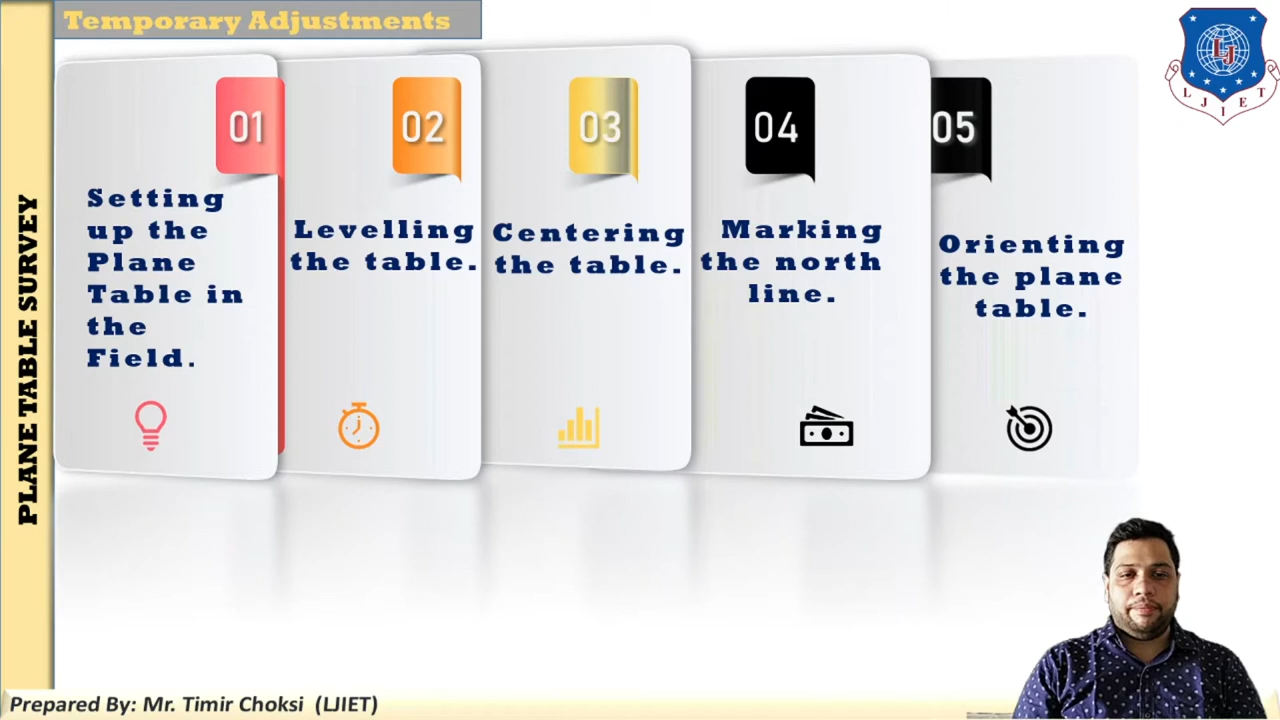 Temporary Adjustments
PLANE TABLE SURVEY
01
Setting
up the
Plane
Table in
the
Field.
02
Levelling
the table.
03
Centering
the table.
04
Marking
the north
line.
05
Orienting
the plane
table.
LJ
LJIET
Prepared By: Mr. Timir Choksi (LJIET)